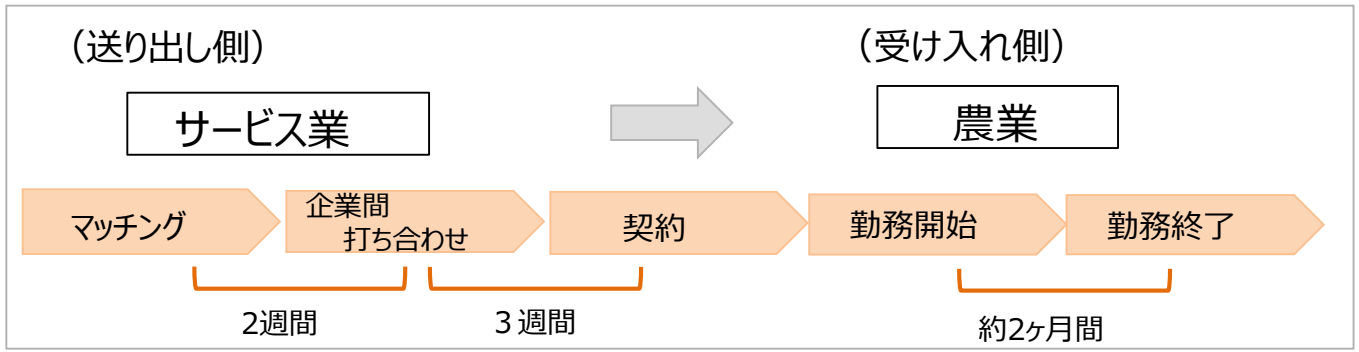 （送り出し側）
（受け入れ側）
サービス業
農業
マッチング
企業間
打ち合わせ
契約
勤務開始
勤務終了
2週間
３週間
約2ヶ月間